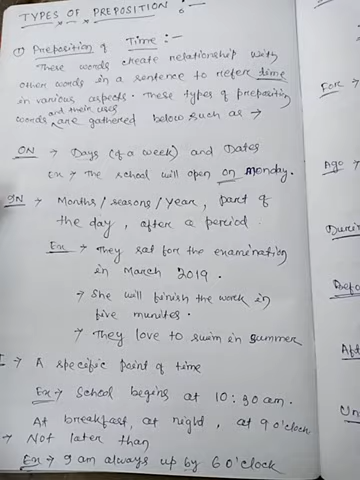 TYPES OF PREPOSITION :-
① Preposition of Time :-
These words create relationship with
other words in a sentence to refer time
in various aspects. These types of preposition
words and their uses are gathered below such as →
ON → Days (of a week) and Dates
Ex :→ The school will open on Monday.
IN → Months / seasons / Year, part of
the day, after a period.
Ex :→ They sat for the examination
in March 2019.
→ She will finish the work in
five munites.
→ They love to swim in summer
→ A specific point of time
Ex → School begins at 10:30 am.
At breakfast, at night, at 9 o'clock
→ Not later than
Ex → I am always up by 6 o'clock
For →
Ago →